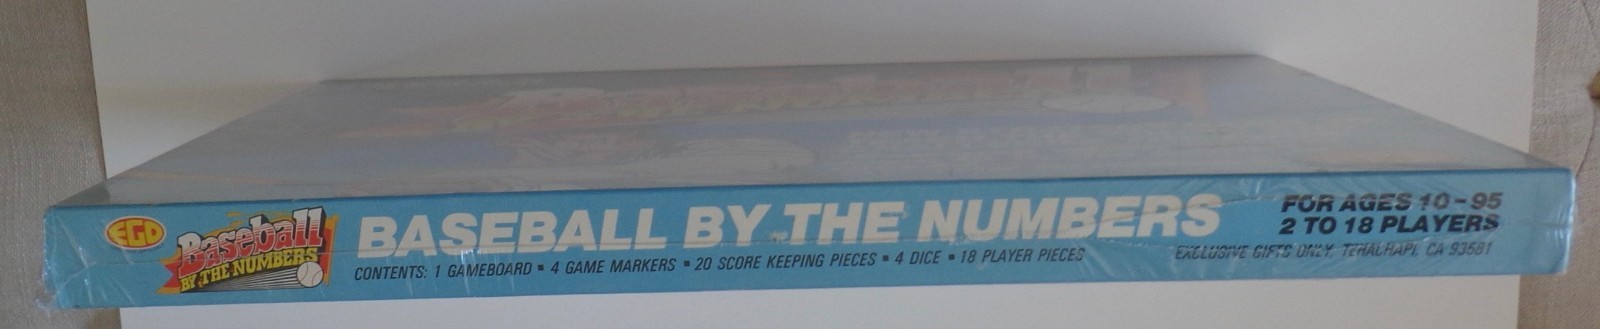 EGO
Baseball
BY THE NUMBERS
BASEBALL BY THE NUMBERS
CONTENTS: 1 GAMEBOARD ▪ 4 GAME MARKERS ▪ 20 SCORE KEEPING PIECES ▪ 4 DICE ▪ 18 PLAYER PIECES
FOR AGES 10-95
2 TO 18 PLAYERS
EXCLUSIVE GIFTS ONLY, TEHACHAPI, CA 93581